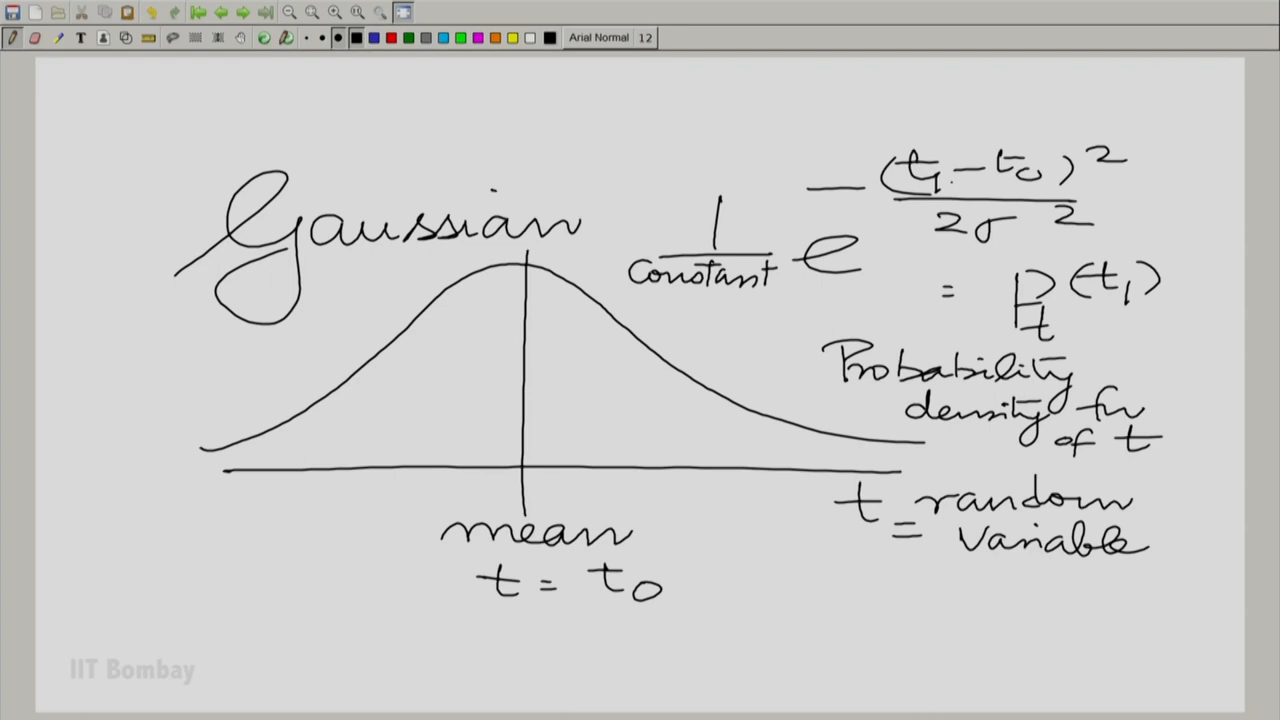 Arial Normal 12
Gaussian
1/constant e -(t₁-t₀)²/2σ²
= Pₜ(t₁)
Probability
density fn
of t
t = random
variable
mean
t = t₀
IIT Bombay